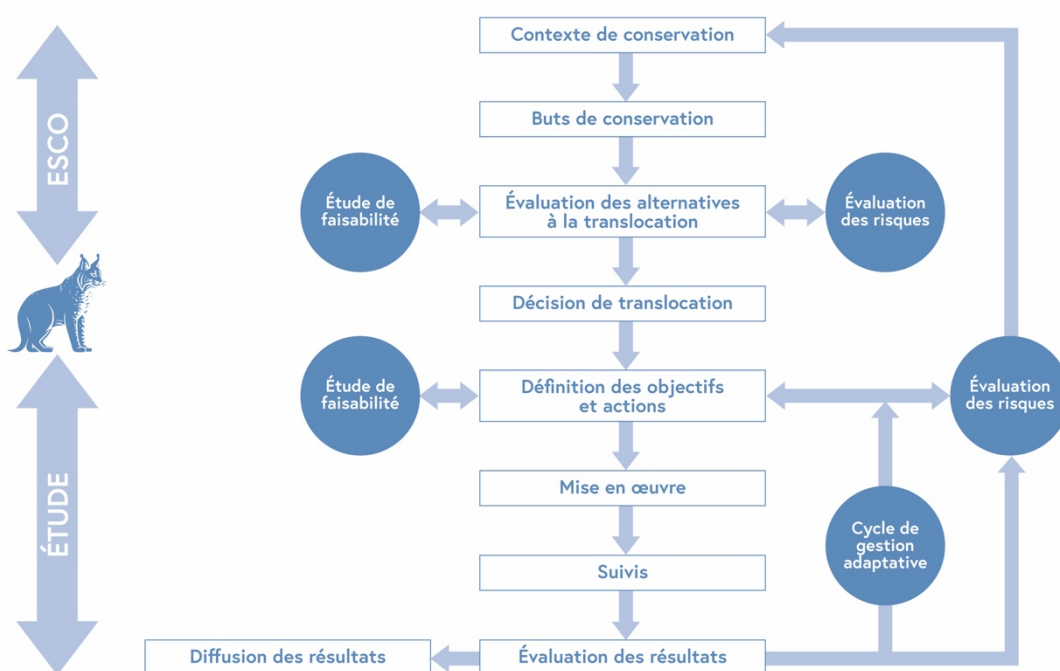 ESCO
Contexte de conservation
Buts de conservation
Étude de
faisabilité
Évaluation des alternatives
à la translocation
Évaluation
des risques
Décision de translocation
ÉTUDE
Étude de
faisabilité
Définition des objectifs
et actions
Évaluation
des risques
Mise en œuvre
Cycle de
gestion
adaptative
Suivis
Diffusion des résultats
Évaluation des résultats